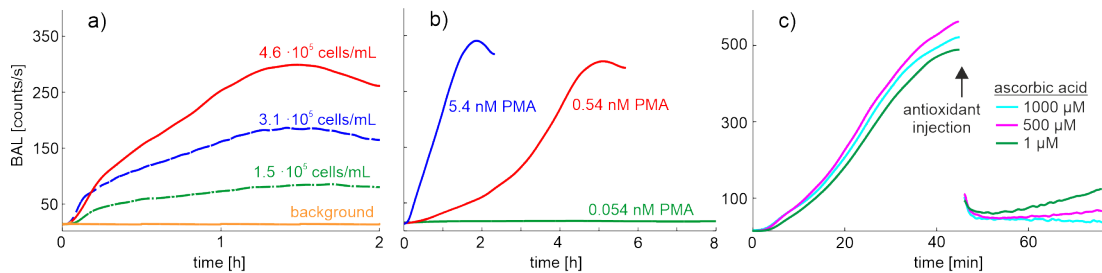 a)
BAL [counts/s]
350
250
150
50
4.6 ·10⁵ cells/mL
3.1 ·10⁵ cells/mL
1.5 ·10⁵ cells/mL
background
0
1
2
time [h]
b)
5.4 nM PMA
0.54 nM PMA
0.054 nM PMA
0
2
4
6
8
time [h]
c)
500
300
100
antioxidant
injection
ascorbic acid
1000 µM
500 µM
1 µM
0
20
40
60
time [min]